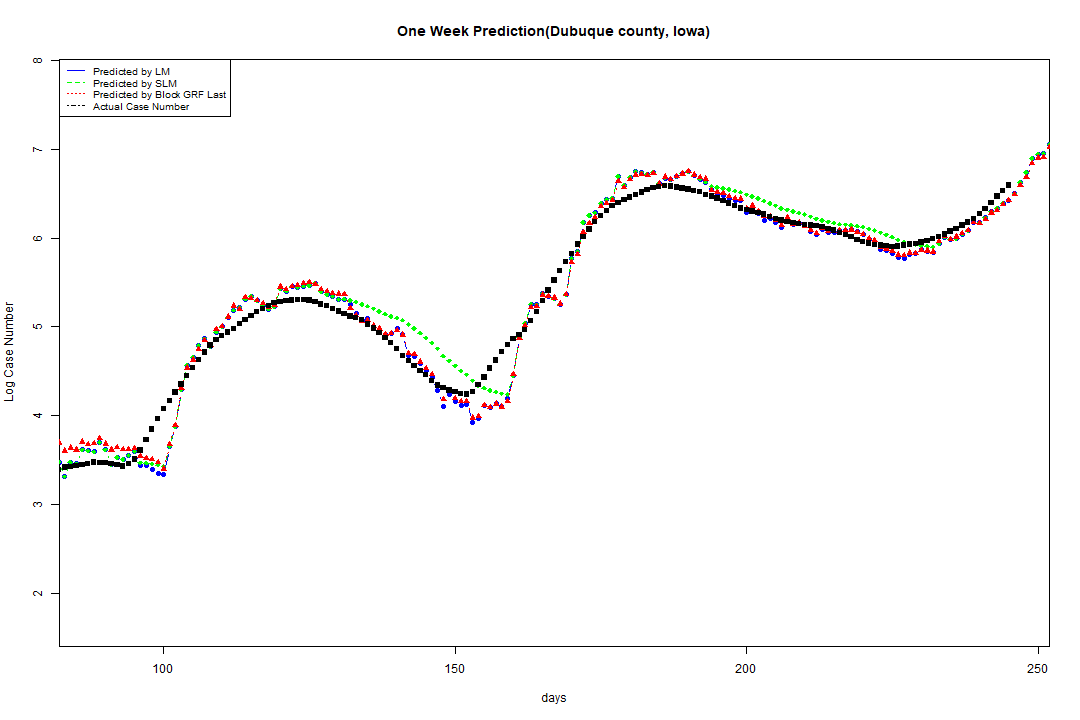 One Week Prediction(Dubuque county, Iowa)
Predicted by LM
Predicted by SLM
Predicted by Block GRF Last
Actual Case Number
8
7
6
5
4
3
2
Log Case Number
100 150 200 250
days